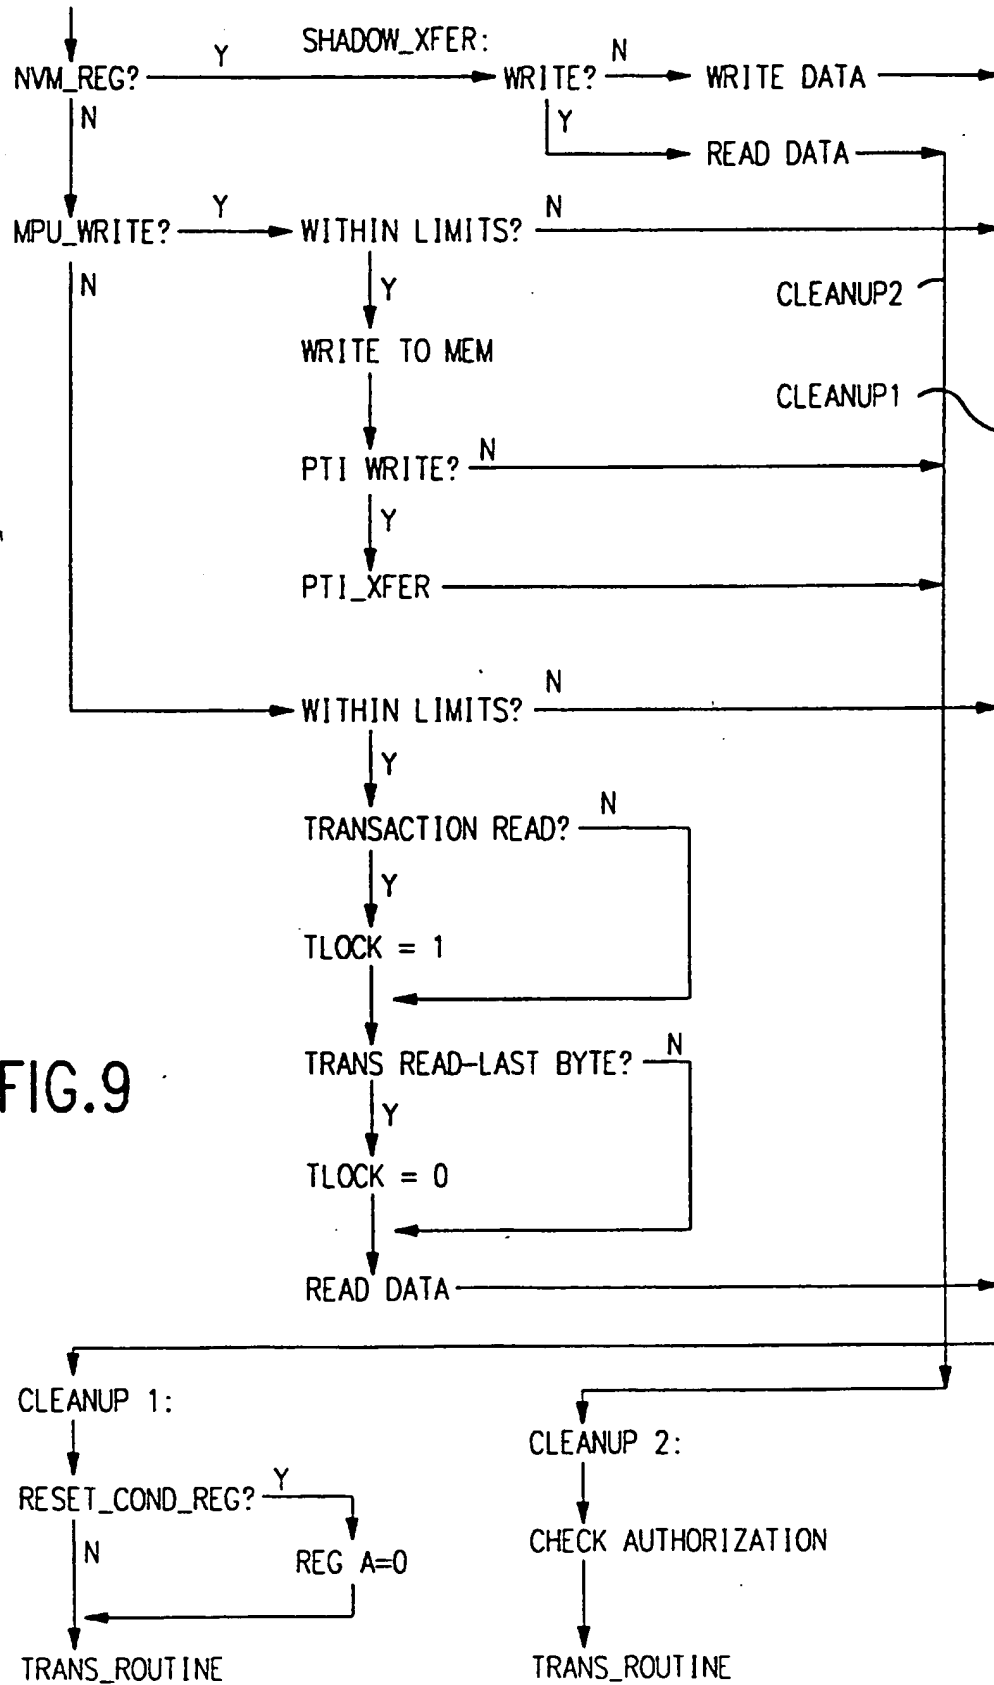 SHADOW_XFER:
NVM_REG? Y WRITE? N WRITE DATA
N Y
READ DATA
MPU_WRITE? Y WITHIN LIMITS? N
N Y
CLEANUP2
WRITE TO MEM
CLEANUP1
PTI WRITE? N
Y
PTI_XFER
WITHIN LIMITS? N
Y
TRANSACTION READ? N
Y
TLOCK = 1
TRANS READ-LAST BYTE? N
FIG.9
Y
TLOCK = 0
READ DATA
CLEANUP 1:
CLEANUP 2:
RESET_COND_REG? Y
CHECK AUTHORIZATION
N
REG A=0
TRANS_ROUTINE
TRANS_ROUTINE